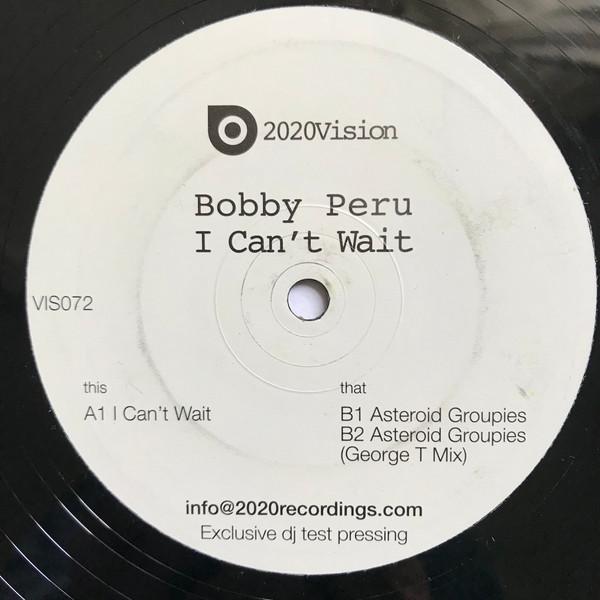 2020Vision
Bobby Peru
I Can't Wait
VIS072
this
A1 I Can't Wait
that
B1 Asteroid Groupies
B2 Asteroid Groupies
(George T Mix)
info@2020recordings.com
Exclusive dj test pressing